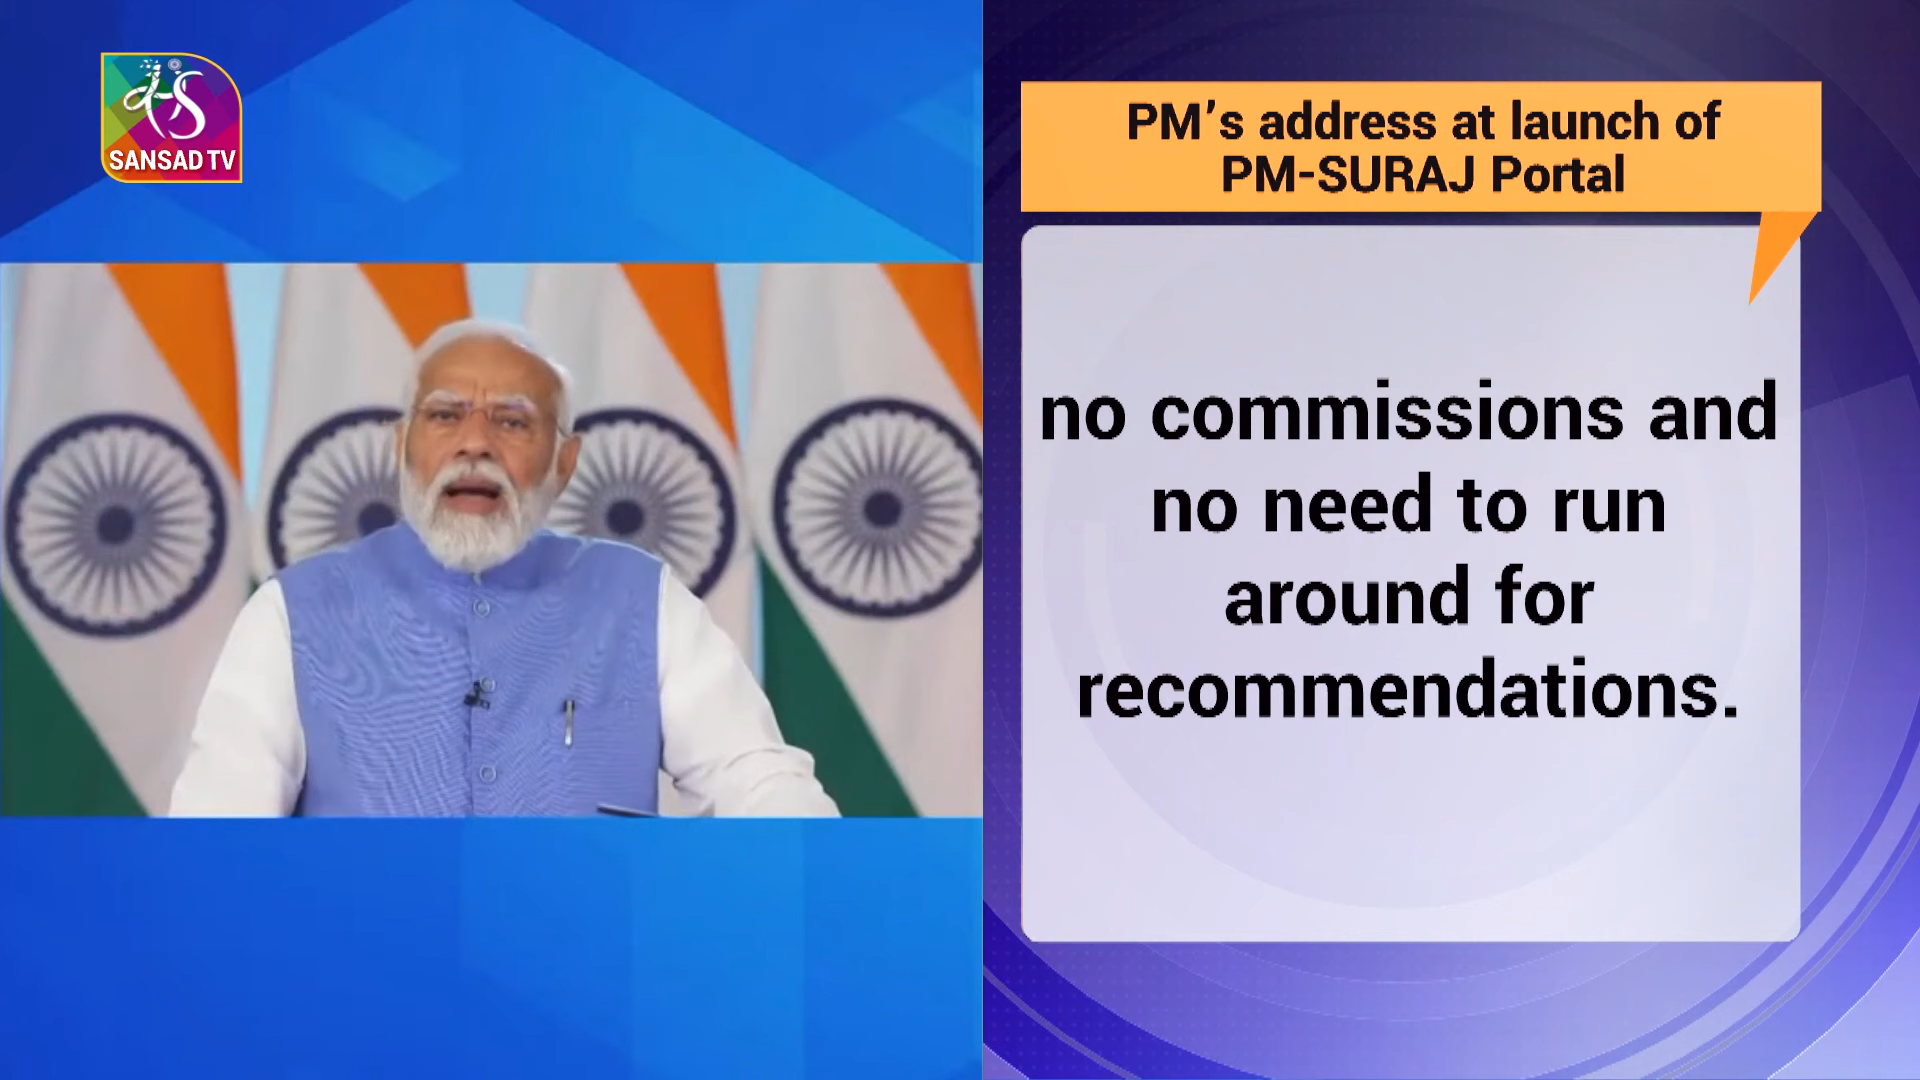 SANSAD TV
PM's address at launch of
PM-SURAJ Portal
no commissions and
no need to run
around for
recommendations.